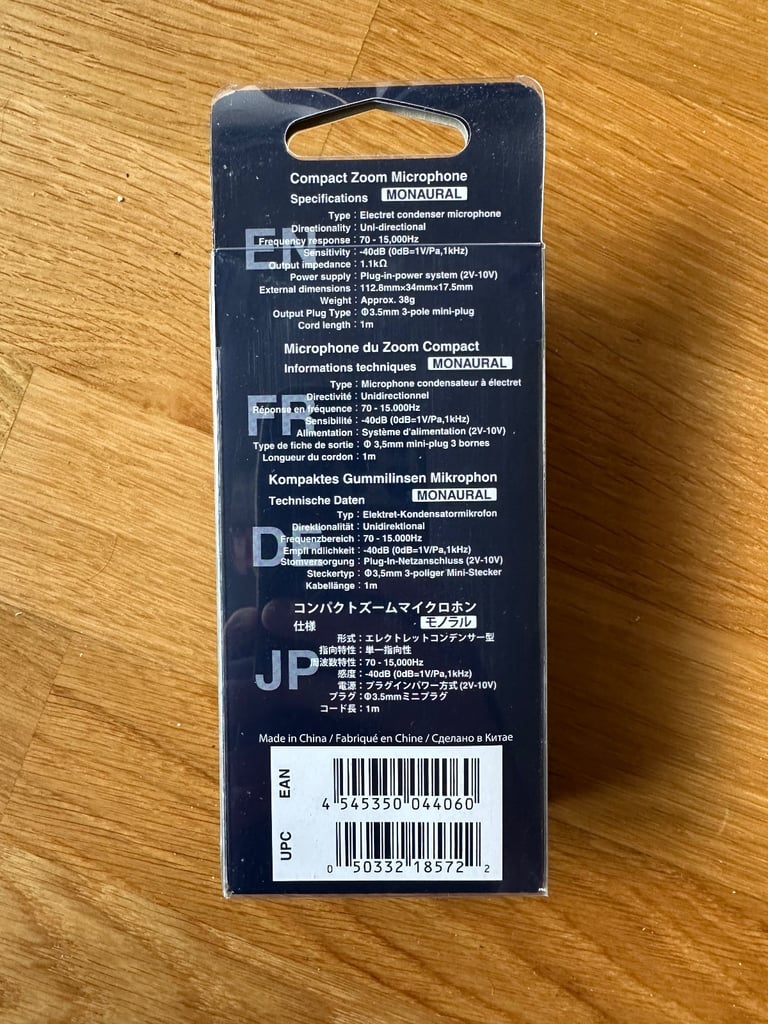 Compact Zoom Microphone
Specifications MONAURAL
EN
Type : Electret condenser microphone
Directionality : Uni-directional
Frequency response : 70 - 15,000Hz
Sensitivity : -40dB (0dB=1V/Pa,1kHz)
Output impedance : 1.1kΩ
Power supply : Plug-in-power system (2V-10V)
External dimensions : 112.8mm×34mm×17.5mm
Weight : Approx. 38g
Output Plug Type : Φ3.5mm 3-pole mini-plug
Cord length : 1m
Microphone du Zoom Compact
Informations techniques MONAURAL
FR
Type : Microphone condensateur à électret
Directivité : Unidirectionnel
Réponse en fréquence : 70 - 15.000Hz
Sensibilité : -40dB (0dB=1V/Pa,1kHz)
Alimentation : Système d'alimentation (2V-10V)
Type de fiche de sortie : Φ 3,5mm mini-plug 3 bornes
Longueur du cordon : 1m
Kompaktes Gummilinsen Mikrophon
Technische Daten MONAURAL
DE
Typ : Elektret-Kondensatormikrofon
Direktionalität : Unidirektional
Frequenzbereich : 70 - 15.000Hz
Empfi ndlichkeit : -40dB (0dB=1V/Pa,1kHz)
Stomversorgung : Plug-In-Netzanschluss (2V-10V)
Steckertyp : Φ3,5mm 3-poliger Mini-Stecker
Kabellänge : 1m
コンパクトズームマイクロホン
仕様 モノラル
JP
形式 : エレクトレットコンデンサー型
指向特性 : 単一指向性
周波数特性 : 70 - 15,000Hz
感度 : -40dB (0dB=1V/Pa,1kHz)
電源 : プラグインパワー方式 (2V-10V)
プラグ : Φ3.5mmミニプラグ
コード長 : 1m
Made in China / Fabriqué en Chine / Сделано в Китае
EAN
4 545350 044060
UPC
0 50332 18572 2